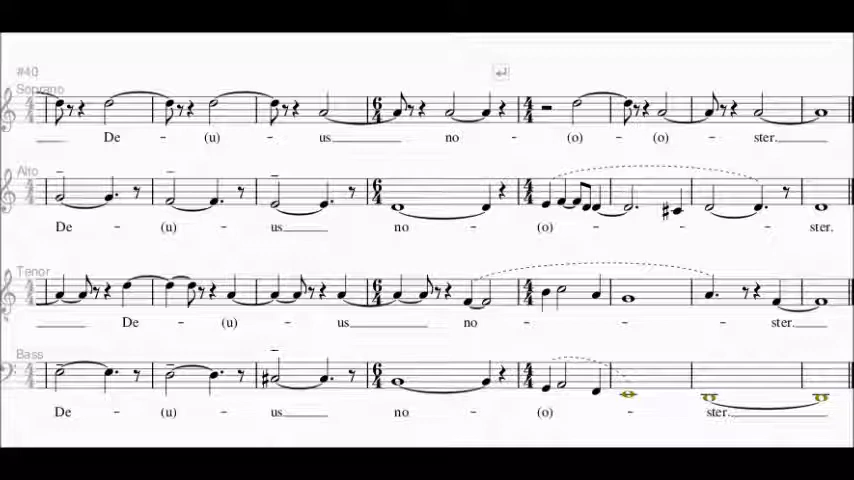 #40
Soprano
De - (u) - us no - (o) - (o) - ster.
Alto
De - (u) - us no - (o) - - - ster.
Tenor
De - (u) - us - no - - - ster.
Bass
De - (u) - us no - (o) - ster.